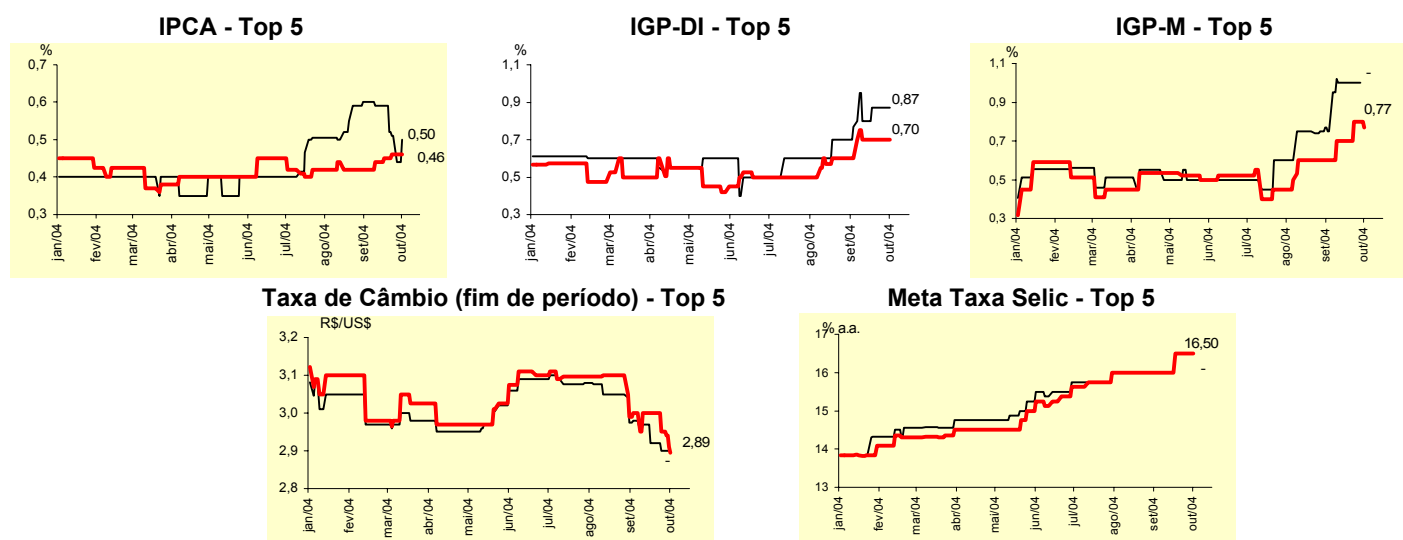 IPCA - Top 5
%
0,7
0,6
0,5
0,4
0,3
0,50
0,46
jan/04
fev/04
mar/04
abr/04
mai/04
jun/04
jul/04
ago/04
set/04
out/04
IGP-DI - Top 5
%
1,1
0,9
0,7
0,5
0,3
0,87
0,70
jan/04
fev/04
mar/04
abr/04
mai/04
jun/04
jul/04
ago/04
set/04
out/04
IGP-M - Top 5
%
1,1
0,9
0,7
0,5
0,3
-
0,77
jan/04
fev/04
mar/04
abr/04
mai/04
jun/04
jul/04
ago/04
set/04
out/04
Taxa de Câmbio (fim de período) - Top 5
R$/US$
3,2
3,1
3,0
2,9
2,8
2,89
-
jan/04
fev/04
mar/04
abr/04
mai/04
jun/04
jul/04
ago/04
set/04
out/04
Meta Taxa Selic - Top 5
% a.a.
17
16
15
14
13
16,50
-
jan/04
fev/04
mar/04
abr/04
mai/04
jun/04
jul/04
ago/04
set/04
out/04